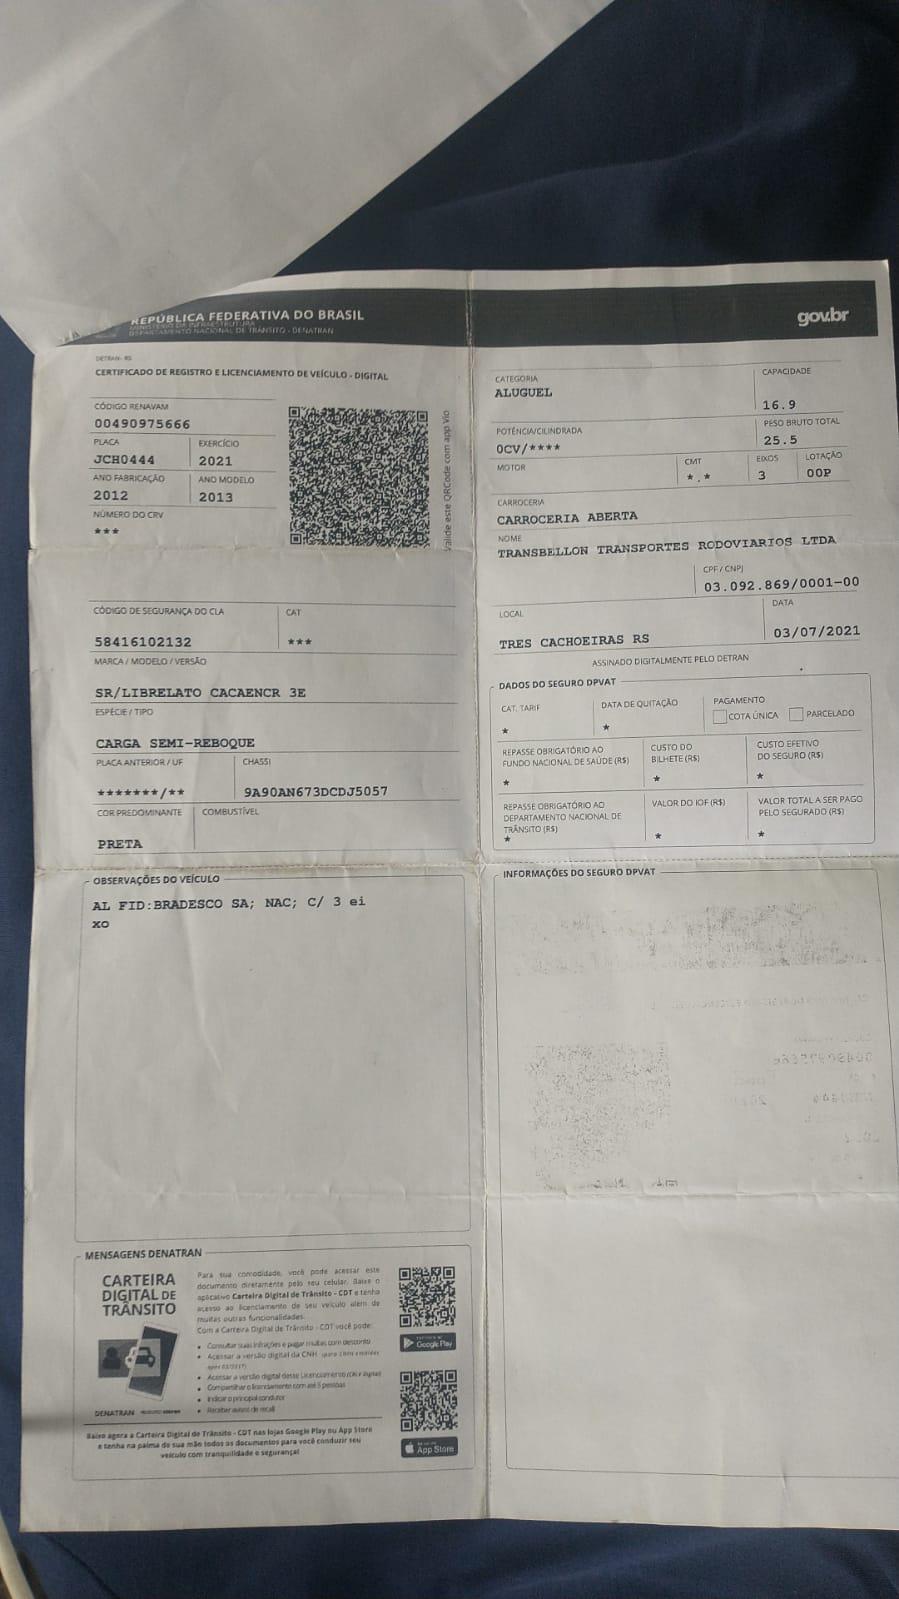 REPÚBLICA FEDERATIVA DO BRASIL
MINISTÉRIO DA INFRAESTRUTURA
DEPARTAMENTO NACIONAL DE TRÂNSITO - DENATRAN
gov.br
DETRAN- RS
CERTIFICADO DE REGISTRO E LICENCIAMENTO DE VEÍCULO - DIGITAL
CÓDIGO RENAVAM
00490975666
PLACA EXERCÍCIO
JCH0444 2021
ANO FABRICAÇÃO ANO MODELO
2012 2013
NÚMERO DO CRV
***
Valide este QRCode com app Vio
CÓDIGO DE SEGURANÇA DO CLA CAT
58416102132 ***
MARCA / MODELO / VERSÃO
SR/LIBRELATO CACAENCR 3E
ESPÉCIE / TIPO
CARGA SEMI-REBOQUE
PLACA ANTERIOR / UF CHASSI
*******/** 9A90AN673DCDJ5057
COR PREDOMINANTE COMBUSTÍVEL
PRETA
CATEGORIA CAPACIDADE
ALUGUEL
16.9
POTÊNCIA/CILINDRADA PESO BRUTO TOTAL
0CV/**** 25.5
MOTOR CMT EIXOS LOTAÇÃO
*.* 3 00P
CARROCERIA
CARROCERIA ABERTA
NOME
TRANSBELLON TRANSPORTES RODOVIARIOS LTDA
CPF / CNPJ
03.092.869/0001-00
LOCAL DATA
TRES CACHOEIRAS RS 03/07/2021
ASSINADO DIGITALMENTE PELO DETRAN
DADOS DO SEGURO DPVAT
CAT. TARIF DATA DE QUITAÇÃO PAGAMENTO
* * COTA ÚNICA PARCELADO
REPASSE OBRIGATÓRIO AO CUSTO DO CUSTO EFETIVO
FUNDO NACIONAL DE SAÚDE (R$) BILHETE (R$) DO SEGURO (R$)
* * *
REPASSE OBRIGATÓRIO AO VALOR DO IOF (R$) VALOR TOTAL A SER PAGO
DEPARTAMENTO NACIONAL DE PELO SEGURADO (R$)
TRÂNSITO (R$)
* * *
OBSERVAÇÕES DO VEÍCULO
AL FID:BRADESCO SA; NAC; C/ 3 ei
xo
INFORMAÇÕES DO SEGURO DPVAT
MENSAGENS DENATRAN
CARTEIRA
DIGITAL DE
TRÂNSITO
DENATRAN
Para sua comodidade, você pode acessar este
documento diretamente pelo seu celular. Baixe o
aplicativo Carteira Digital de Trânsito - CDT e tenha
acesso ao licenciamento de seu veículo além de
muitas outras funcionalidades.
Com a Carteira Digital de Trânsito - CDT você pode:
• Consultar suas infrações e pagar multas com desconto
• Acessar a versão digital da CNH
• Acessar a versão digital deste Licenciamento
• Compartilhar o licenciamento com até 5 pessoas
• Indicar o principal condutor
• Receber avisos de recall
Baixe agora a Carteira Digital de Trânsito - CDT nas lojas Google Play ou App Store
e tenha na palma de sua mão todos os documentos para você conduzir seu
veículo com tranquilidade e segurança!
Google Play
App Store